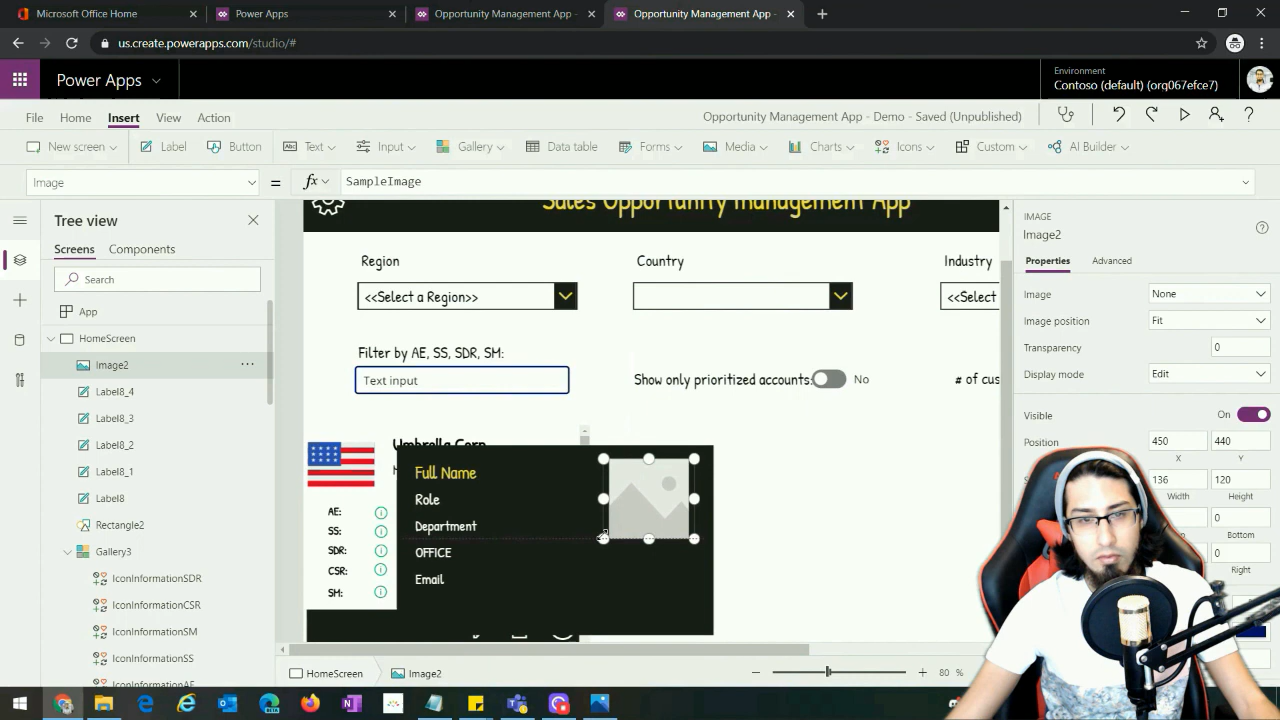 Microsoft Office Home
Power Apps
Opportunity Management App -
Opportunity Management App -
us.create.powerapps.com/studio/#
Power Apps
Environment
Contoso (default) (org067efce7)
File Home Insert View Action
Opportunity Management App - Demo - Saved (Unpublished)
New screen Label Button Text Input Gallery Data table Forms Media Charts Icons Custom AI Builder
Image = fx SampleImage
Tree view
Screens Components
Search
App
HomeScreen
Image2
Label8_4
Label8_3
Label8_2
Label8_1
Label8
Rectangle2
Gallery3
IconInformationSDR
IconInformationCSR
IconInformationSM
IconInformationSS
IconInformationAE
Sales Opportunity Management App
Region
Country
Industry
<<Select a Region>>
<<Select
Filter by AE, SS, SDR, SM:
Text input
Show only prioritized accounts:
No
# of cus
Umbrella Corp
AE:
SS:
SDR:
CSR:
SM:
Full Name
Role
Department
OFFICE
Email
HomeScreen
Image2
80 %
IMAGE
Image2
Properties Advanced
Image None
Image position Fit
Transparency 0
Display mode Edit
Visible On
Position 450 440
X Y
136 120
Width Height
0
Bottom
0
Right